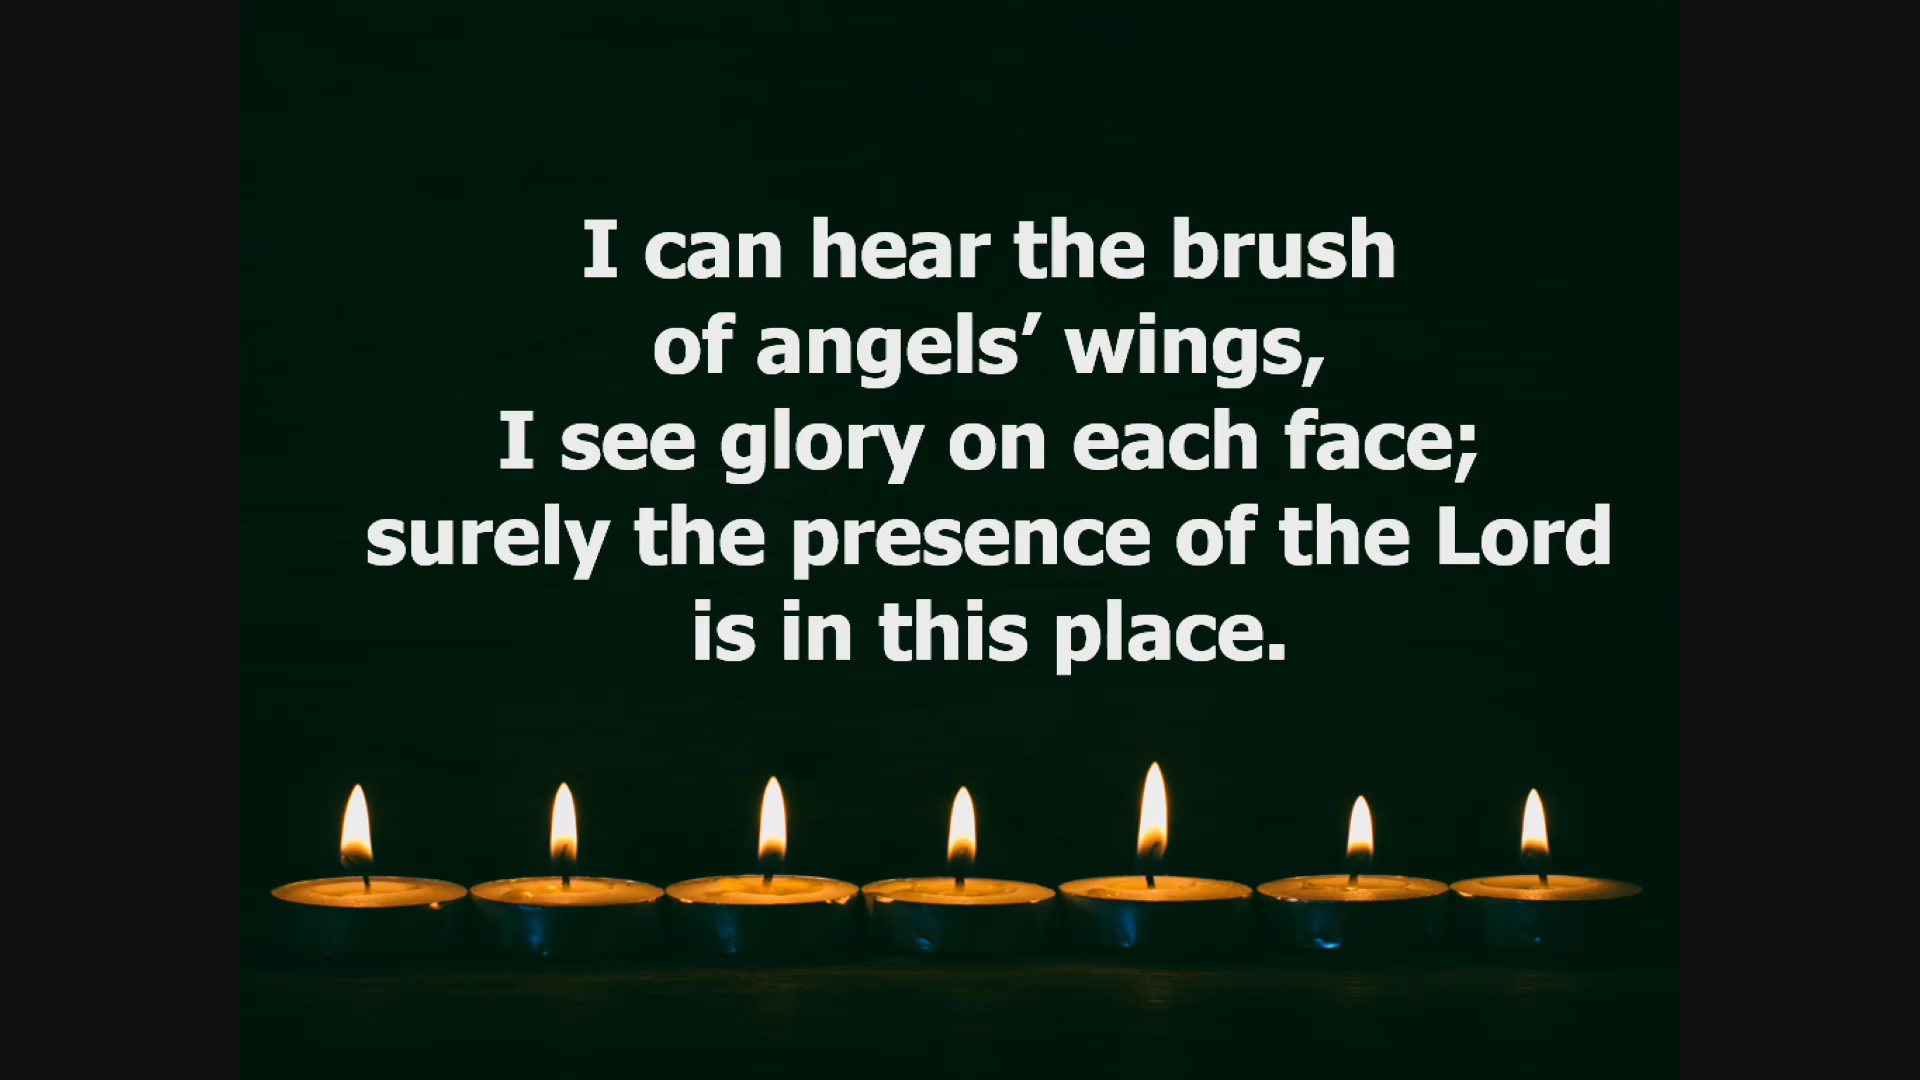 I can hear the brush
of angels’ wings,
I see glory on each face;
surely the presence of the Lord
is in this place.